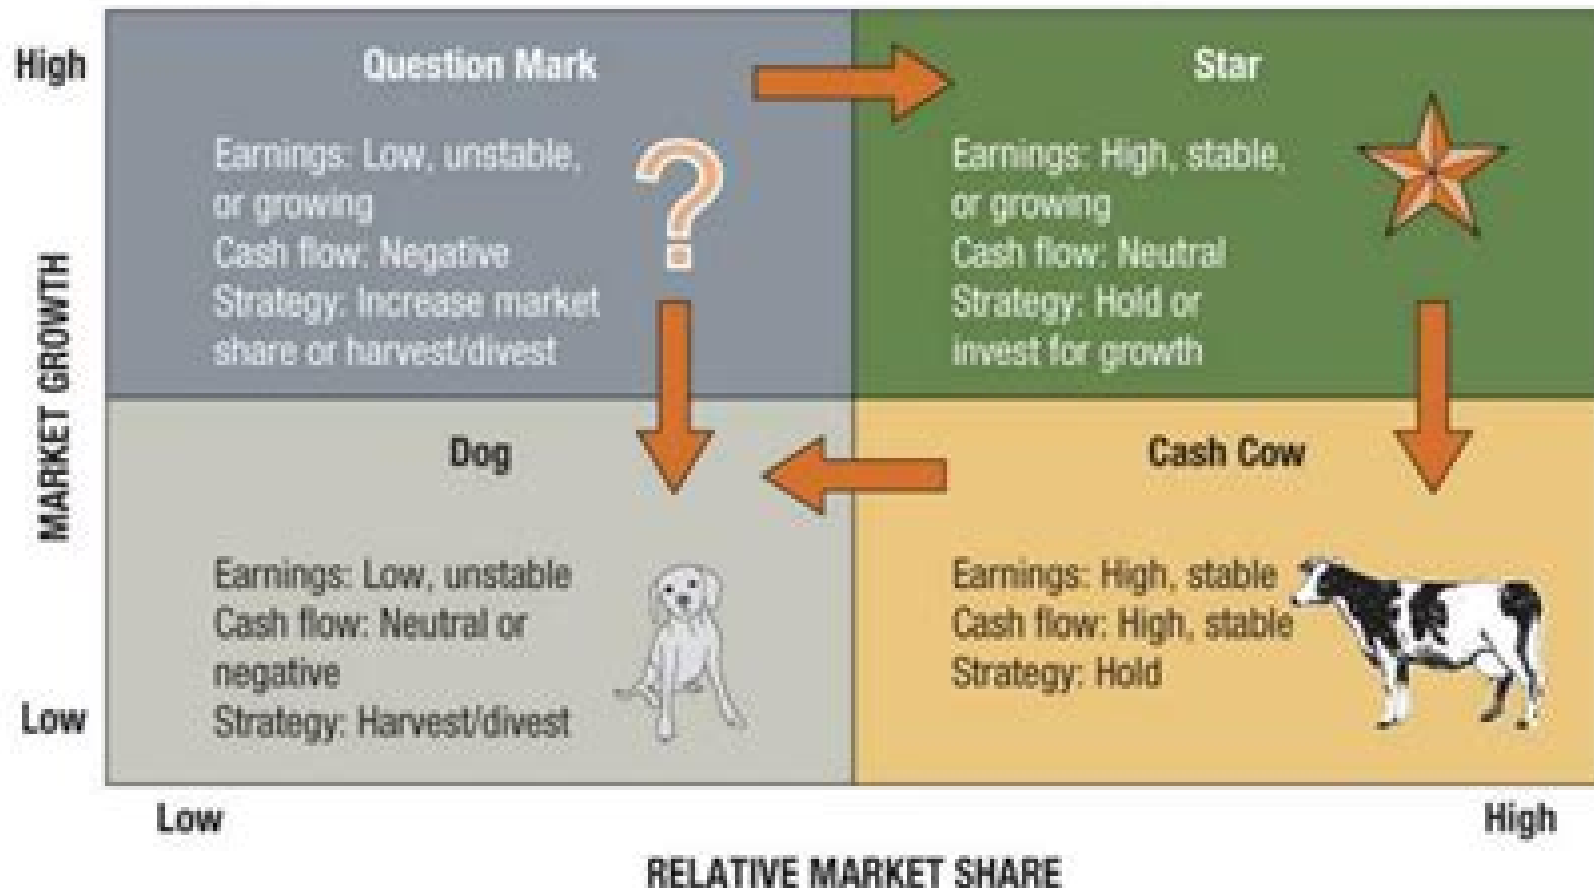 High
Question Mark
Earnings: Low, unstable,
or growing
Cash flow: Negative
Strategy: Increase market
share or harvest/divest
?
Star
Earnings: High, stable,
or growing
Cash flow: Neutral
Strategy: Hold or
invest for growth
MARKET GROWTH
Dog
Earnings: Low, unstable
Cash flow: Neutral or
negative
Strategy: Harvest/divest
Cash Cow
Earnings: High, stable
Cash flow: High, stable
Strategy: Hold
Low
Low
High
RELATIVE MARKET SHARE